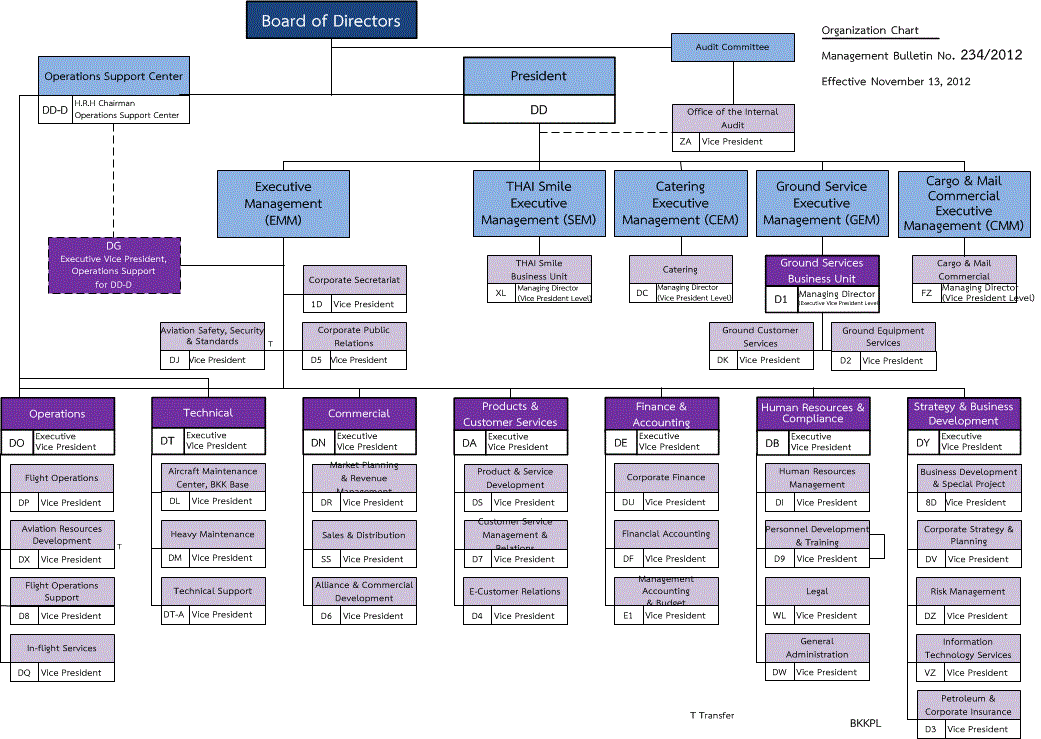 Board of Directors
Organization Chart
Management Bulletin No. 234/2012
Effective November 13, 2012
Audit Committee
Operations Support Center
DD-D
H.R.H Chairman
Operations Support Center
President
DD
Office of the Internal
Audit
ZA
Vice President
Executive
Management
(EMM)
THAI Smile
Executive
Management (SEM)
Catering
Executive
Management (CEM)
Ground Service
Executive
Management (GEM)
Cargo & Mail
Commercial
Executive
Management (CMM)
DG
Executive Vice President,
Operations Support
for DD-D
Corporate Secretariat
1D
Vice President
THAI Smile
Business Unit
XL
Managing Director
(Vice President Level)
Catering
DC
Managing Director
(Vice President Level)
Ground Services
Business Unit
D1
Managing Director
(Executive Vice President Level)
Cargo & Mail
Commercial
FZ
Managing Director
(Vice President Level)
Aviation Safety, Security
& Standards
DJ
Vice President
T
Corporate Public
Relations
D5
Vice President
Ground Customer
Services
DK
Vice President
Ground Equipment
Services
D2
Vice President
Operations
DO
Executive
Vice President
Technical
DT
Executive
Vice President
Commercial
DN
Executive
Vice President
Products &
Customer Services
DA
Executive
Vice President
Finance &
Accounting
DE
Executive
Vice President
Human Resources &
Compliance
DB
Executive
Vice President
Strategy & Business
Development
DY
Executive
Vice President
Flight Operations
DP
Vice President
Aircraft Maintenance
Center, BKK Base
DL
Vice President
Market Planning
& Revenue
Management
DR
Vice President
Product & Service
Development
DS
Vice President
Corporate Finance
DU
Vice President
Human Resources
Management
DI
Vice President
Business Development
& Special Project
8D
Vice President
Aviation Resources
Development
DX
Vice President
T
Heavy Maintenance
DM
Vice President
Sales & Distribution
SS
Vice President
Customer Service
Management &
Relations
D7
Vice President
Financial Accounting
DF
Vice President
Personnel Development
& Training
D9
Vice President
Corporate Strategy &
Planning
DV
Vice President
Flight Operations
Support
D8
Vice President
Technical Support
DT-A
Vice President
Alliance & Commercial
Development
D6
Vice President
E-Customer Relations
D4
Vice President
Management
Accounting
& Budget
E1
Vice President
Legal
WL
Vice President
Risk Management
DZ
Vice President
In-flight Services
DQ
Vice President
General
Administration
DW
Vice President
Information
Technology Services
VZ
Vice President
Petroleum &
Corporate Insurance
D3
Vice President
T Transfer
BKKPL